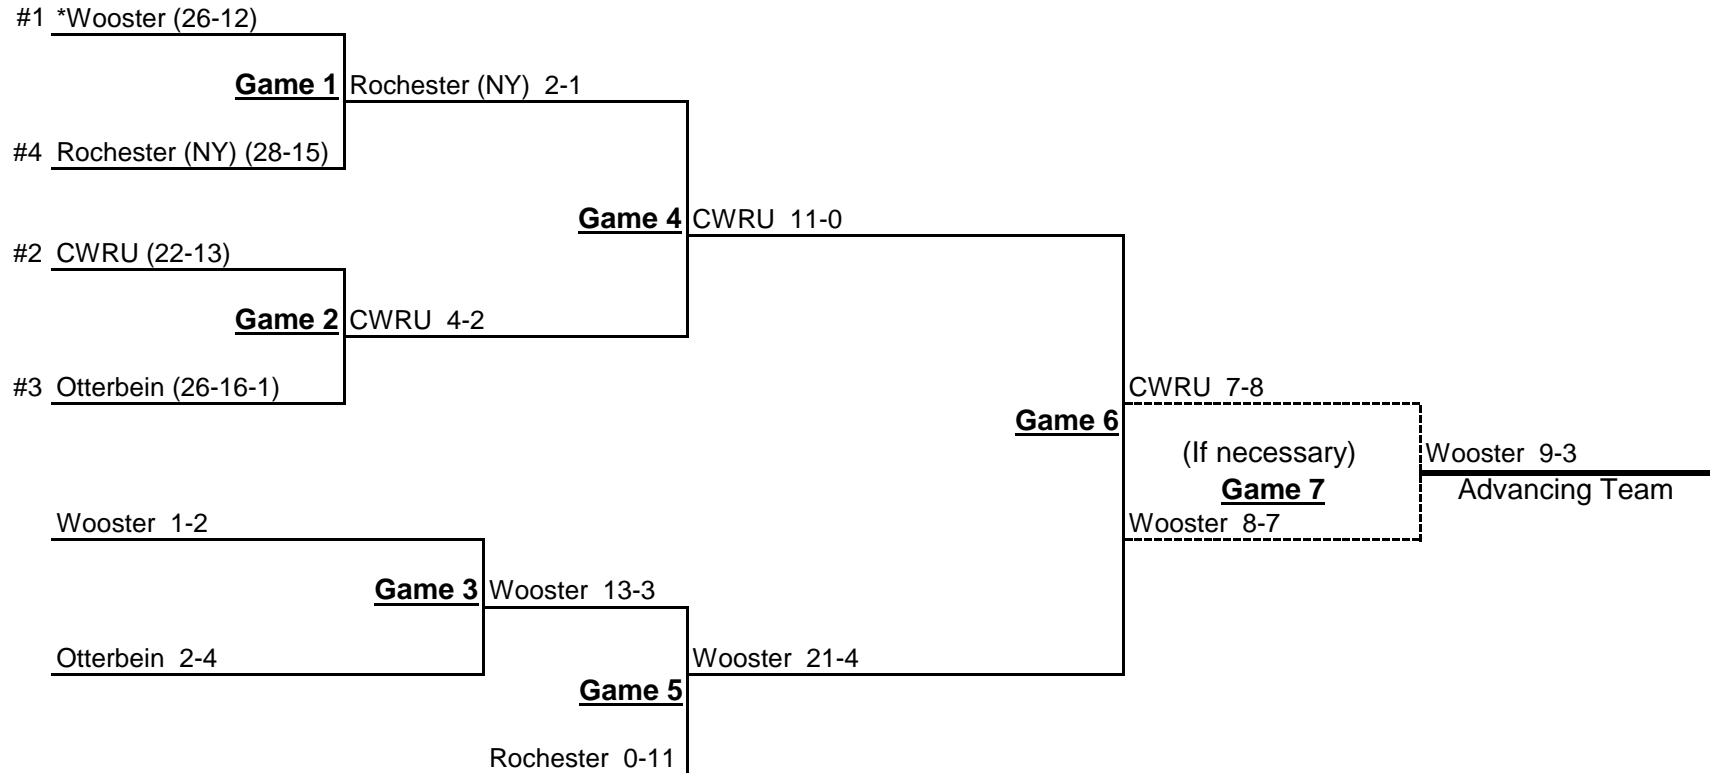 #1 *Wooster (26-12)
Game 1 Rochester (NY) 2-1
#4 Rochester (NY) (28-15)
Game 4 CWRU 11-0
#2 CWRU (22-13)
Game 2 CWRU 4-2
#3 Otterbein (26-16-1)
CWRU 7-8
Game 6
(If necessary)
Game 7
Wooster 9-3
Advancing Team
Wooster 8-7
Wooster 1-2
Game 3 Wooster 13-3
Otterbein 2-4
Wooster 21-4
Game 5
Rochester 0-11